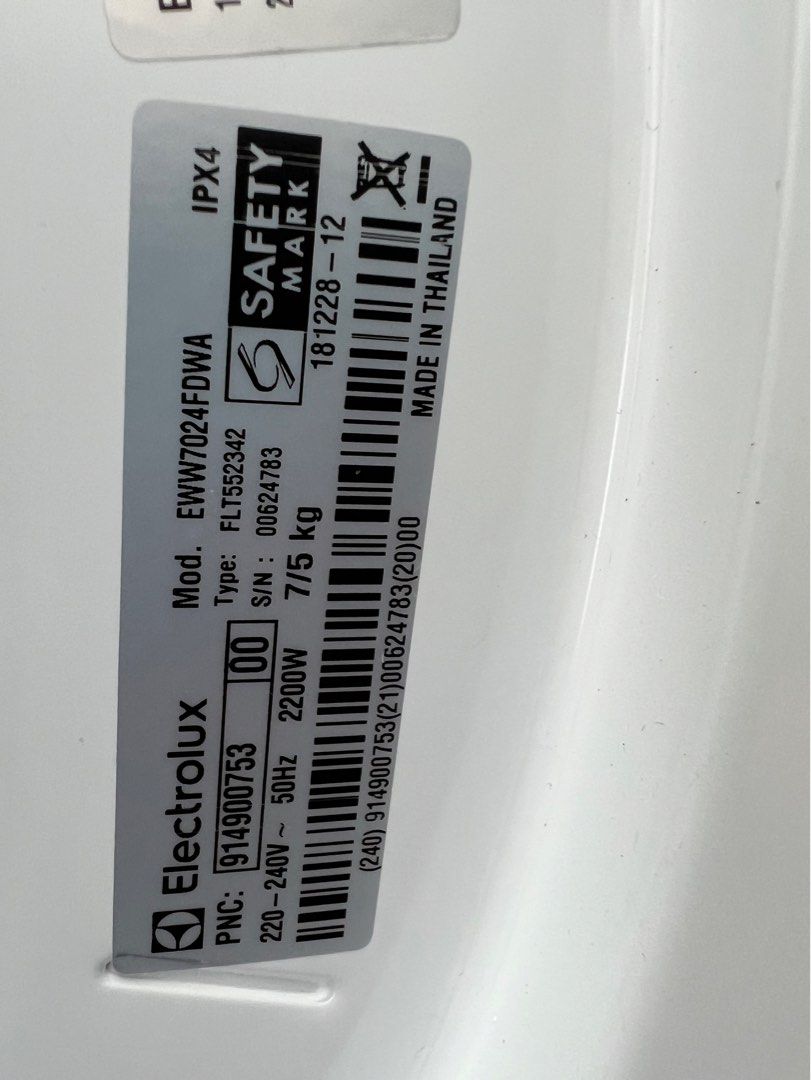 Electrolux
Mod. EWW7024FDWA
IPX4
PNC: 914900753 00
Type: FLT552342
S/N : 00624783
220-240V~ 50Hz 2200W 7/5 kg
SAFETY
MARK
181228-12
(240) 914900753(21)00624783(20)00
MADE IN THAILAND